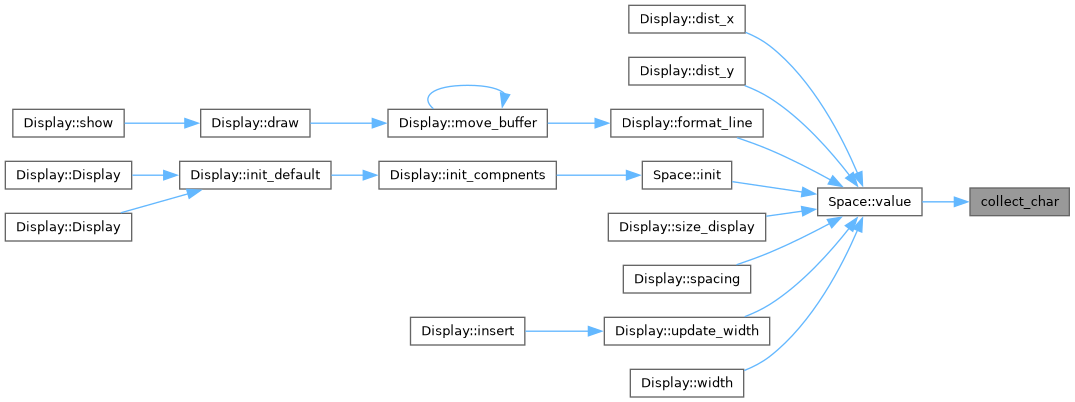 Display::dist_x
Display::dist_y
Display::show
Display::draw
Display::move_buffer
Display::format_line
Display::Display
Display::init_default
Display::init_compnents
Space::init
Space::value
collect_char
Display::Display
Display::size_display
Display::spacing
Display::insert
Display::update_width
Display::width